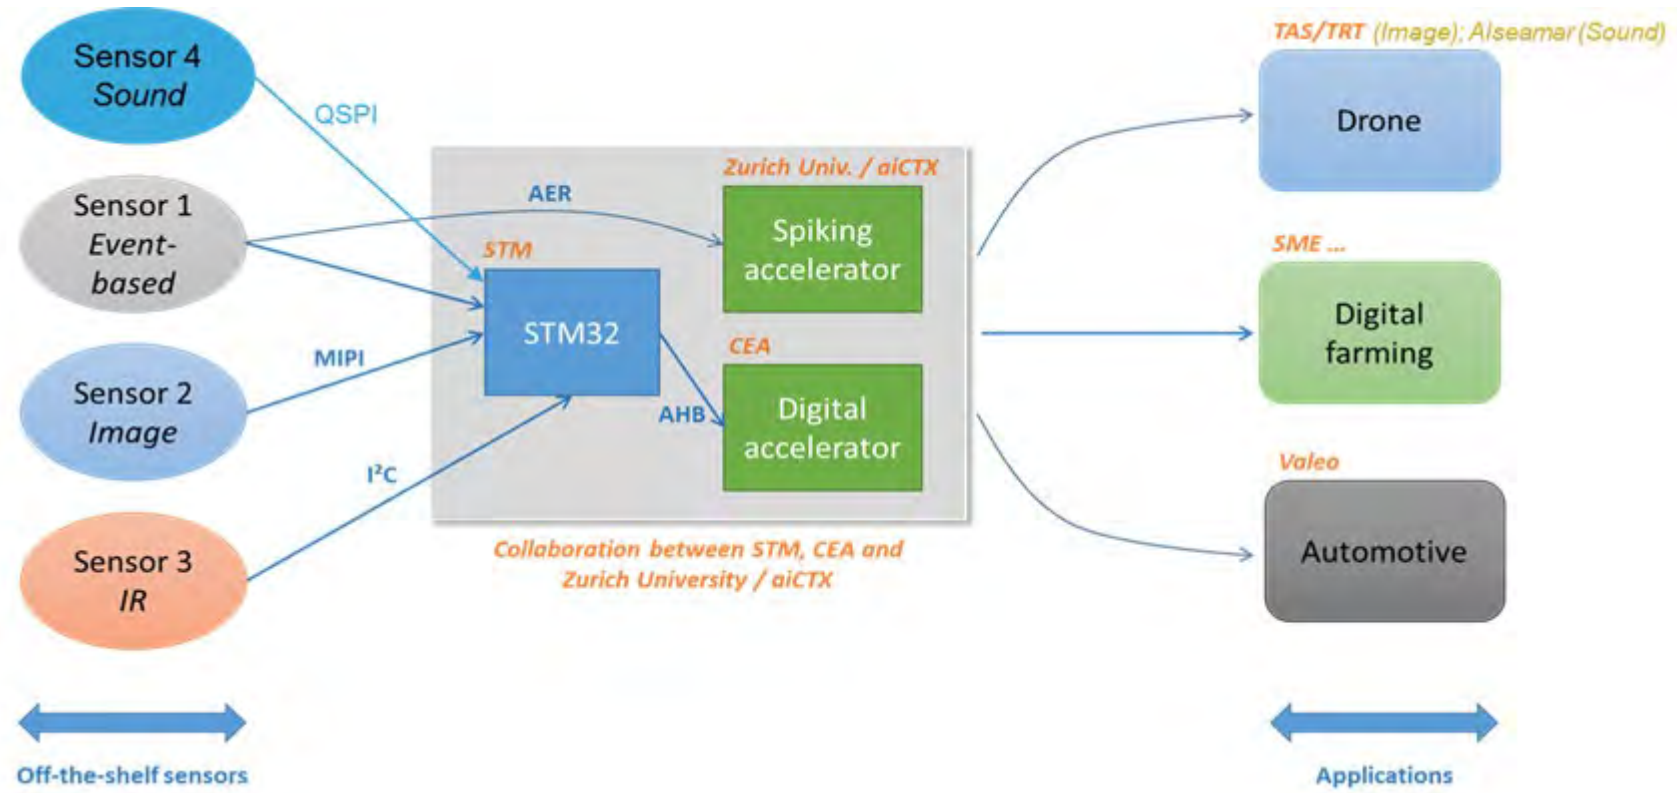 Sensor 4
Sound
Sensor 1
Event-
based
Sensor 2
Image
Sensor 3
IR
Off-the-shelf sensors
QSPI
AER
MIPI
I²C
STM
STM32
AHB
Zurich Univ. / aiCTX
Spiking
accelerator
CEA
Digital
accelerator
Collaboration between STM, CEA and
Zurich University / aiCTX
TAS/TRT (Image); Alseamar (Sound)
Drone
SME ...
Digital
farming
Valeo
Automotive
Applications